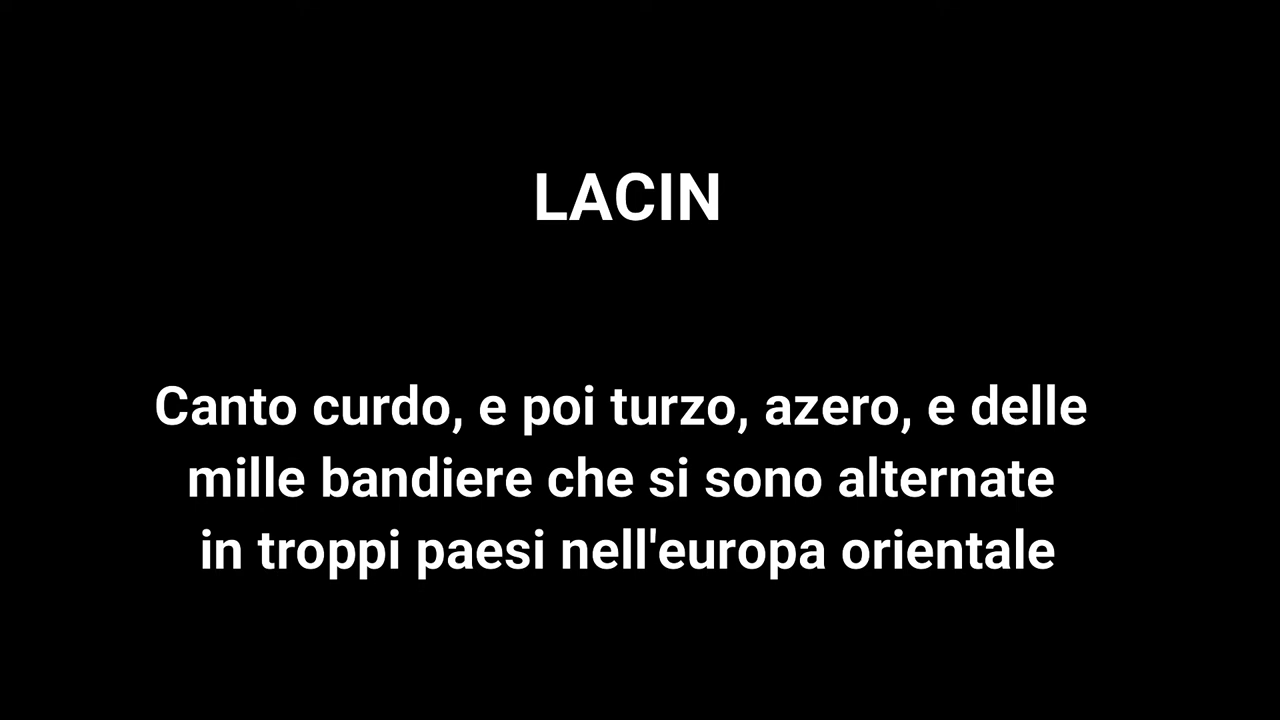 LACIN
Canto curdo, e poi turzo, azero, e delle
mille bandiere che si sono alternate
in troppi paesi nell'europa orientale